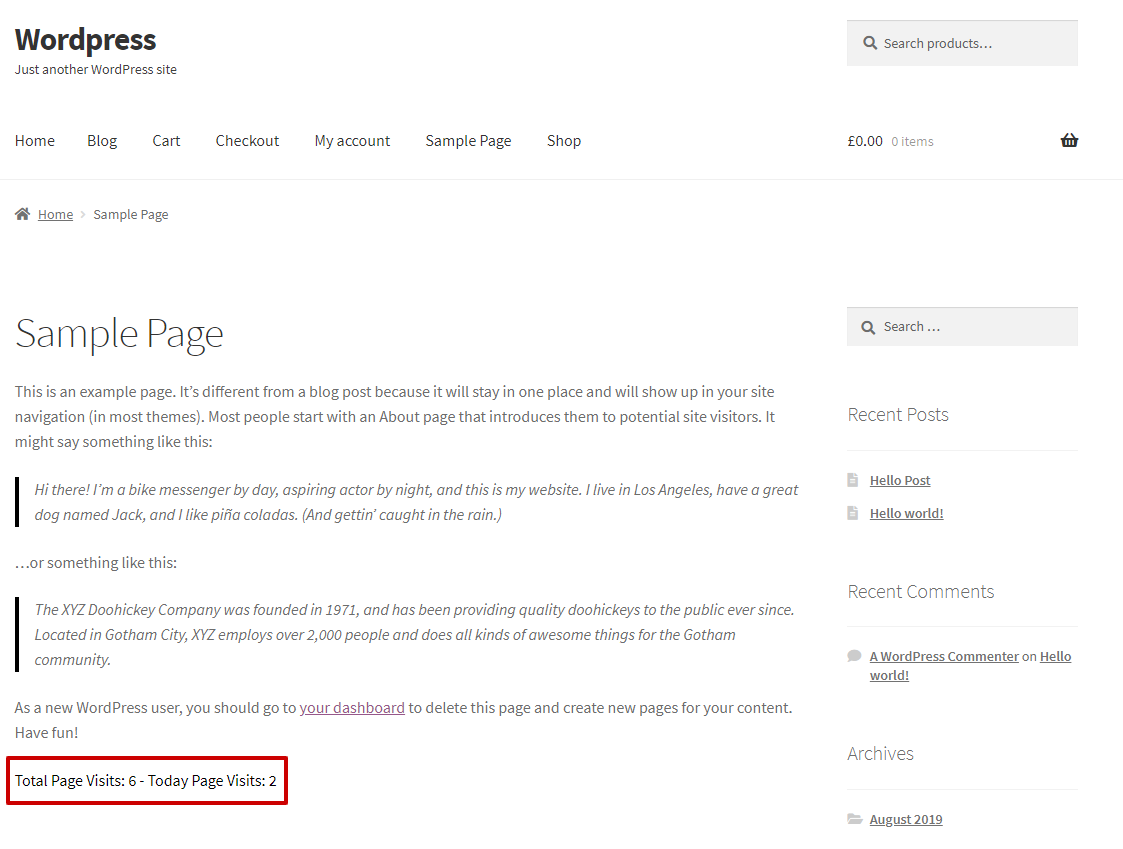 Wordpress
Just another WordPress site
Search products…
Home Blog Cart Checkout My account Sample Page Shop
£0.00 0 items
Home › Sample Page
Sample Page
This is an example page. It’s different from a blog post because it will stay in one place and will show up in your site
navigation (in most themes). Most people start with an About page that introduces them to potential site visitors. It
might say something like this:
Hi there! I’m a bike messenger by day, aspiring actor by night, and this is my website. I live in Los Angeles, have a great
dog named Jack, and I like piña coladas. (And gettin’ caught in the rain.)
…or something like this:
The XYZ Doohickey Company was founded in 1971, and has been providing quality doohickeys to the public ever since.
Located in Gotham City, XYZ employs over 2,000 people and does all kinds of awesome things for the Gotham
community.
As a new WordPress user, you should go to your dashboard to delete this page and create new pages for your content.
Have fun!
Total Page Visits: 6 - Today Page Visits: 2
Search …
Recent Posts
Hello Post
Hello world!
Recent Comments
A WordPress Commenter on Hello
world!
Archives
August 2019